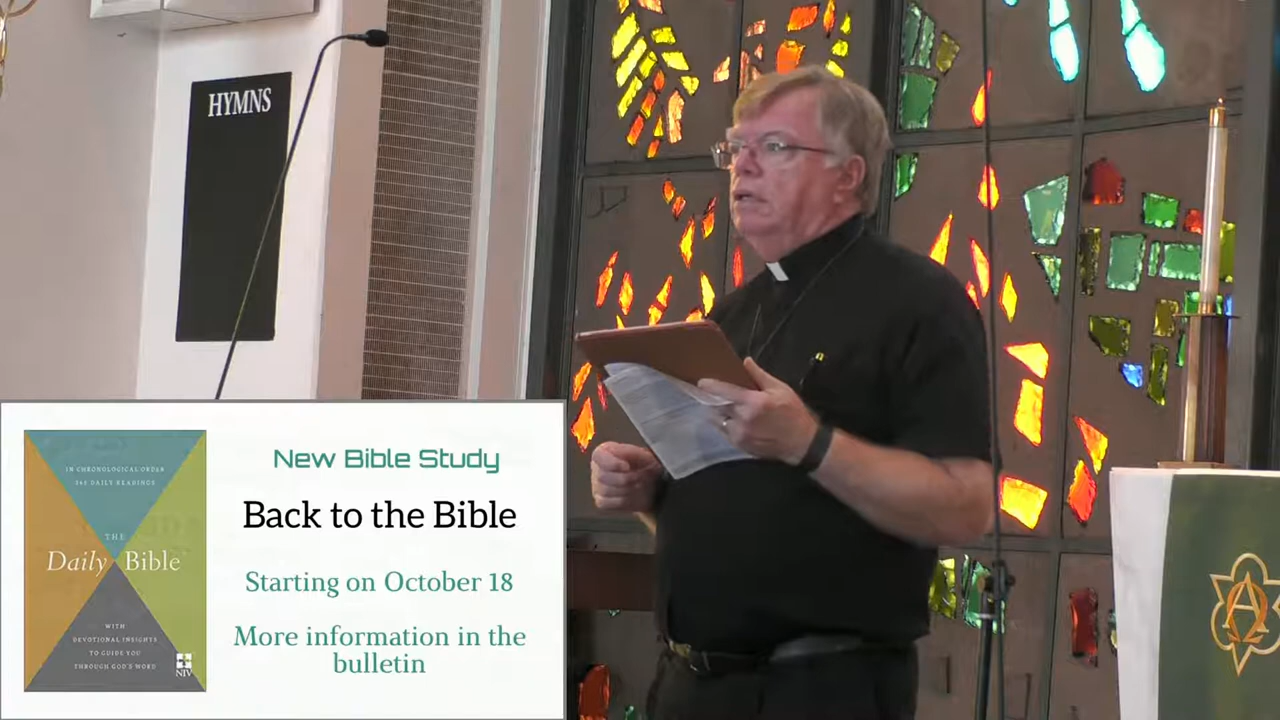 HYMNS
IN CHRONOLOGICAL ORDER
365 DAILY READINGS
THE
Daily Bible
WITH
DEVOTIONAL INSIGHTS
TO GUIDE YOU
THROUGH GOD'S WORD
NIV
New Bible Study
Back to the Bible
Starting on October 18
More information in the
bulletin
ΑΩ